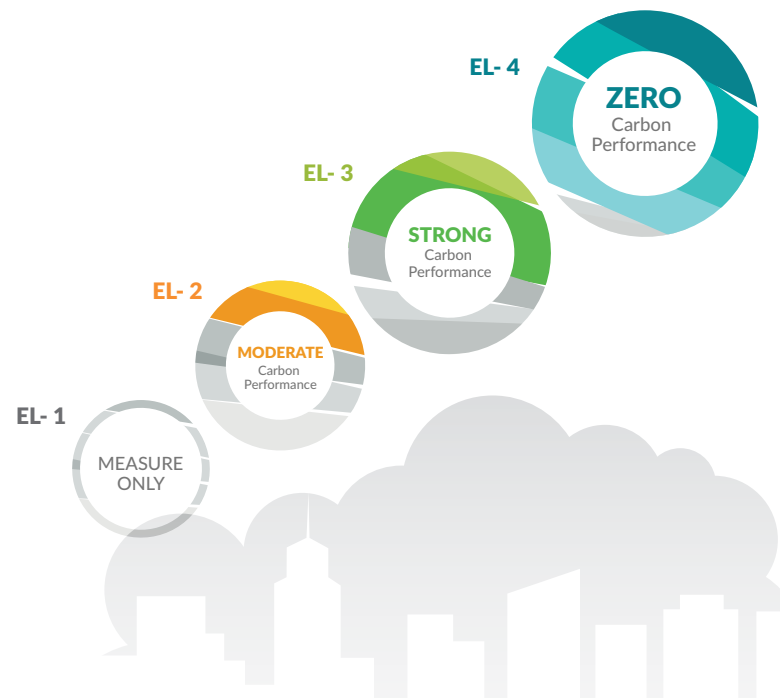 EL- 4
ZERO
Carbon
Performance
EL- 3
STRONG
Carbon
Performance
EL- 2
MODERATE
Carbon
Performance
EL- 1
MEASURE
ONLY